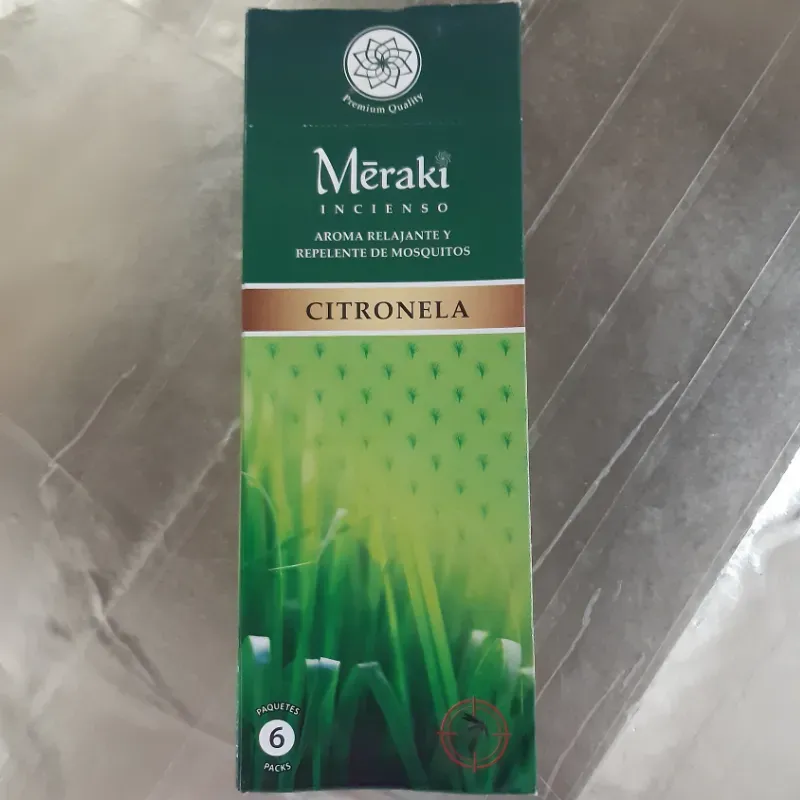 Premium Quality
Mēraki
INCIENSO
AROMA RELAJANTE Y
REPELENTE DE MOSQUITOS
CITRONELA
PAQUETES
6
PACKS